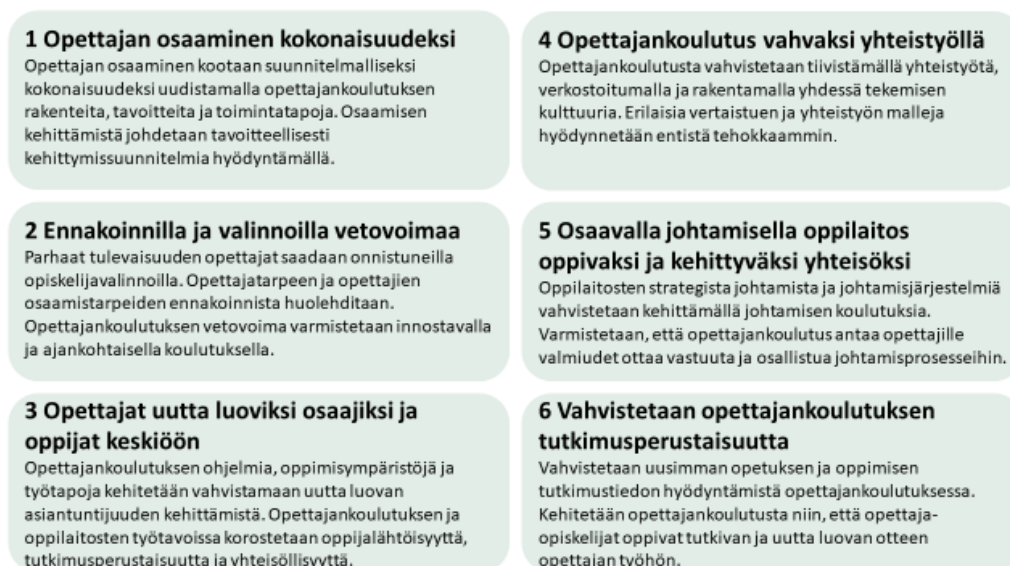 1 Opettajan osaaminen kokonaisuudeksi
Opettajan osaaminen kootaan suunnitelmalliseksi
kokonaisuudeksi uudistamalla opettajankoulutuksen
rakenteita, tavoitteita ja toimintatapoja. Osaamisen
kehittämistä johdetaan tavoitteellisesti
kehittymissuunnitelmia hyödyntämällä.
2 Ennakoinnilla ja valinnoilla vetovoimaa
Parhaat tulevaisuuden opettajat saadaan onnistuneilla
opiskelijavalinnoilla. Opettajatarpeen ja opettajien
osaamistarpeiden ennakoinnista huolehditaan.
Opettajankoulutuksen vetovoima varmistetaan innostavalla
ja ajankohtaisella koulutuksella.
3 Opettajat uutta luoviksi osaajiksi ja
oppijat keskiöön
Opettajankoulutuksen ohjelmia, oppimisympäristöjä ja
työtapoja kehitetään vahvistamaan uutta luovan
asiantuntijuuden kehittämistä. Opettajankoulutuksen ja
oppilaitosten työtavoissa korostetaan oppijalähtöisyyttä,
tutkimusperustaisuutta ja yhteisöllisyyttä.
4 Opettajankoulutus vahvaksi yhteistyöllä
Opettajankoulutusta vahvistetaan tiivistämällä yhteistyötä,
verkostoitumalla ja rakentamalla yhdessä tekemisen
kulttuuria. Erilaisia vertaistuen ja yhteistyön malleja
hyödynnetään entistä tehokkaammin.
5 Osaavalla johtamisella oppilaitos
oppivaksi ja kehittyväksi yhteisöksi
Oppilaitosten strategista johtamista ja johtamisjärjestelmiä
vahvistetaan kehittämällä johtamisen koulutuksia.
Varmistetaan, että opettajankoulutus antaa opettajille
valmiudet ottaa vastuuta ja osallistua johtamisprosesseihin.
6 Vahvistetaan opettajankoulutuksen
tutkimusperustaisuutta
Vahvistetaan uusimman opetuksen ja oppimisen
tutkimustiedon hyödyntämistä opettajankoulutuksessa.
Kehitetään opettajankoulutusta niin, että opettaja-
opiskelijat oppivat tutkivan ja uutta luovan otteen
opettajan työhön.